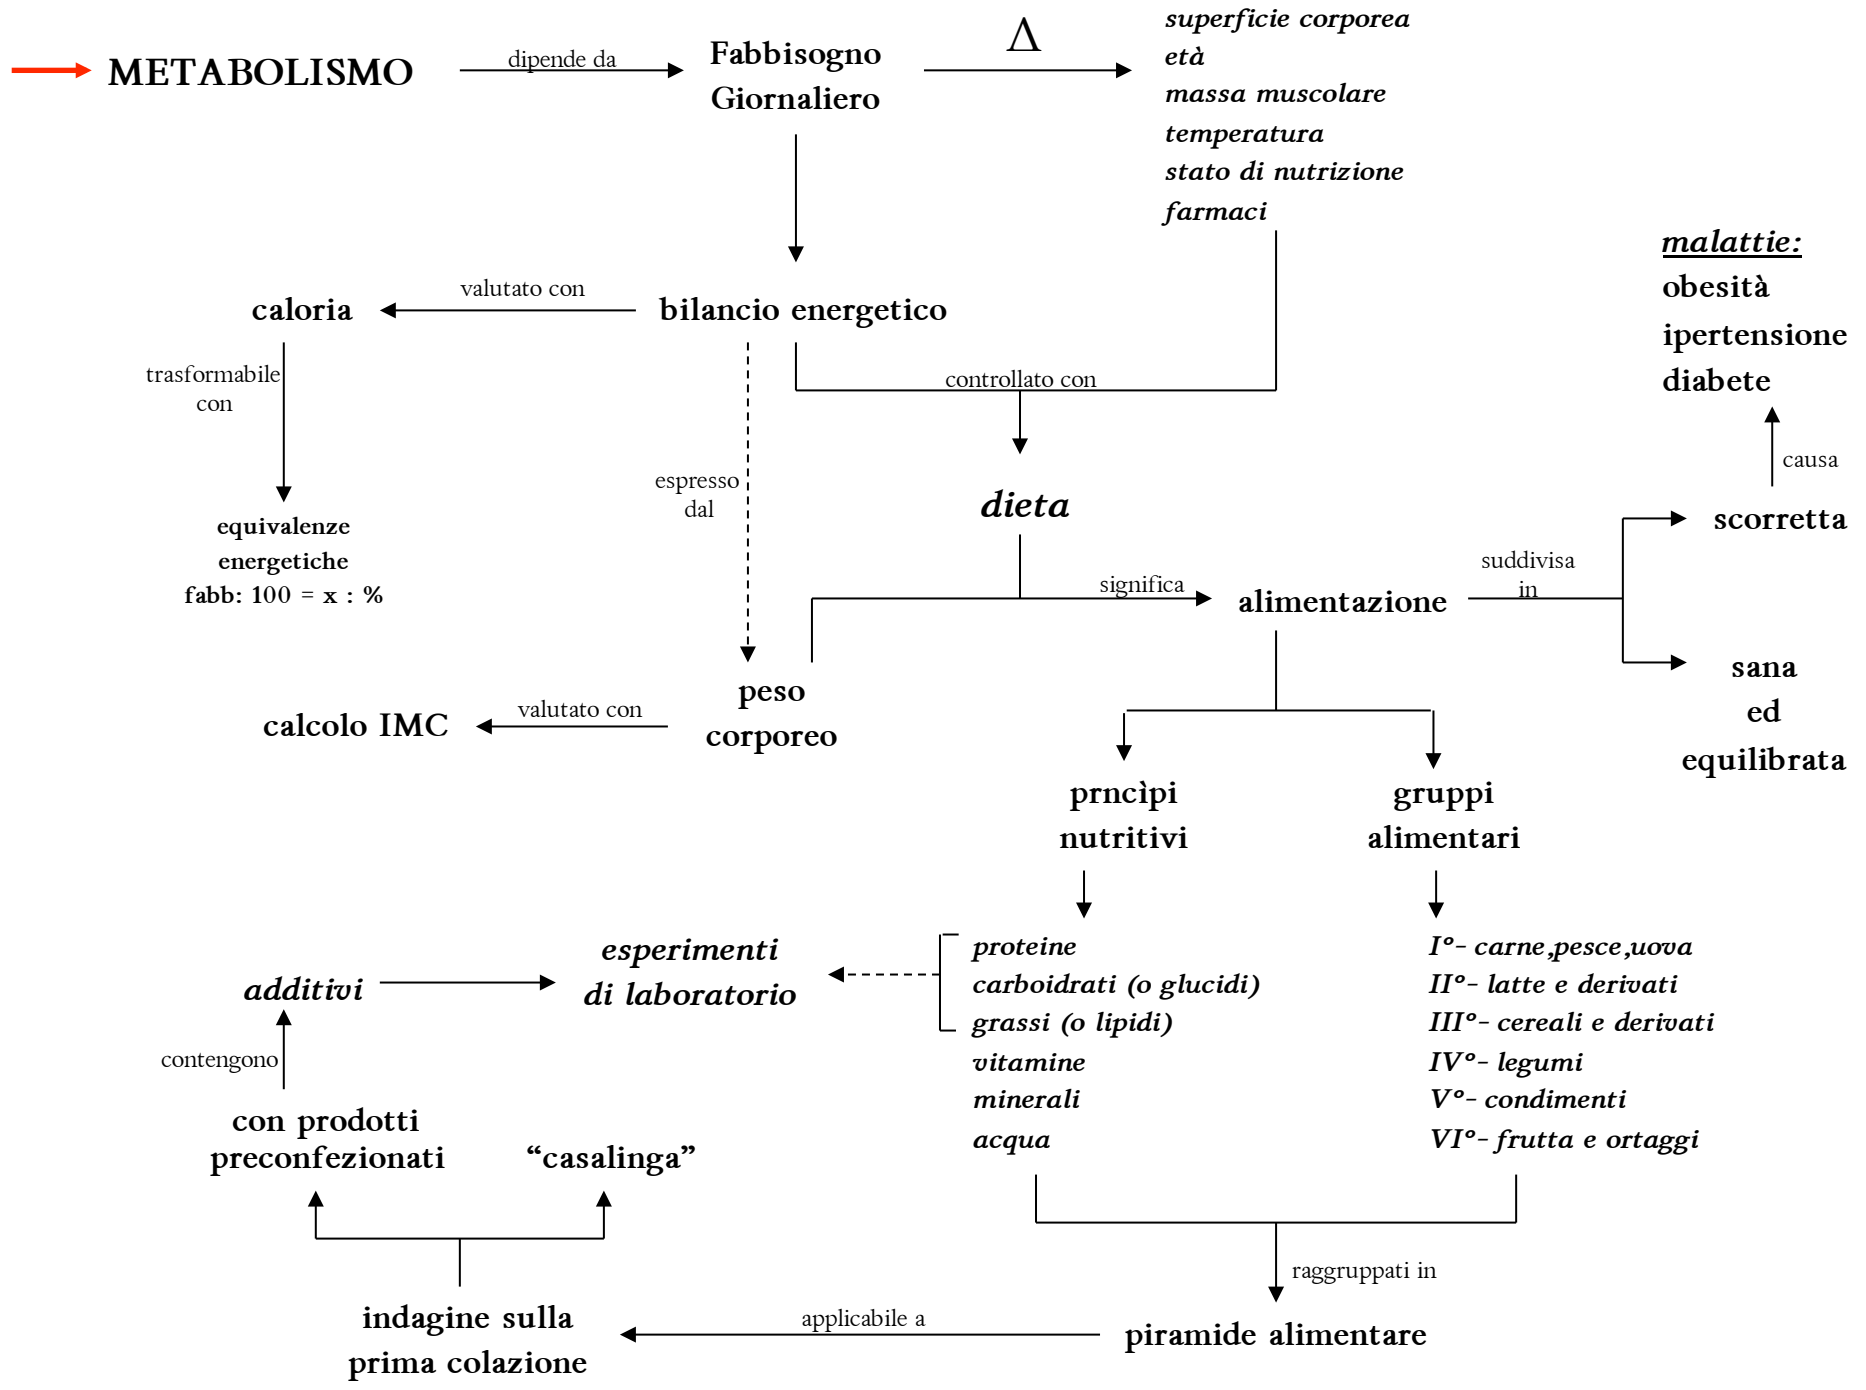 METABOLISMO
dipende da
Fabbisogno
Giornaliero
Δ
superficie corporea
età
massa muscolare
temperatura
stato di nutrizione
farmaci
malattie:
obesità
ipertensione
diabete
causa
caloria
valutato con
bilancio energetico
trasformabile
con
controllato con
equivalenze
energetiche
fabb: 100 = x : %
espresso
dal
dieta
significa
alimentazione
suddivisa
in
scorretta
sana
ed
equilibrata
calcolo IMC
valutato con
peso
corporeo
prncìpi
nutritivi
gruppi
alimentari
additivi
esperimenti
di laboratorio
proteine
carboidrati (o glucidi)
grassi (o lipidi)
vitamine
minerali
acqua
I°- carne,pesce,uova
II°- latte e derivati
III°- cereali e derivati
IV°- legumi
V°- condimenti
VI°- frutta e ortaggi
contengono
con prodotti
preconfezionati
“casalinga”
raggruppati in
indagine sulla
prima colazione
applicabile a
piramide alimentare